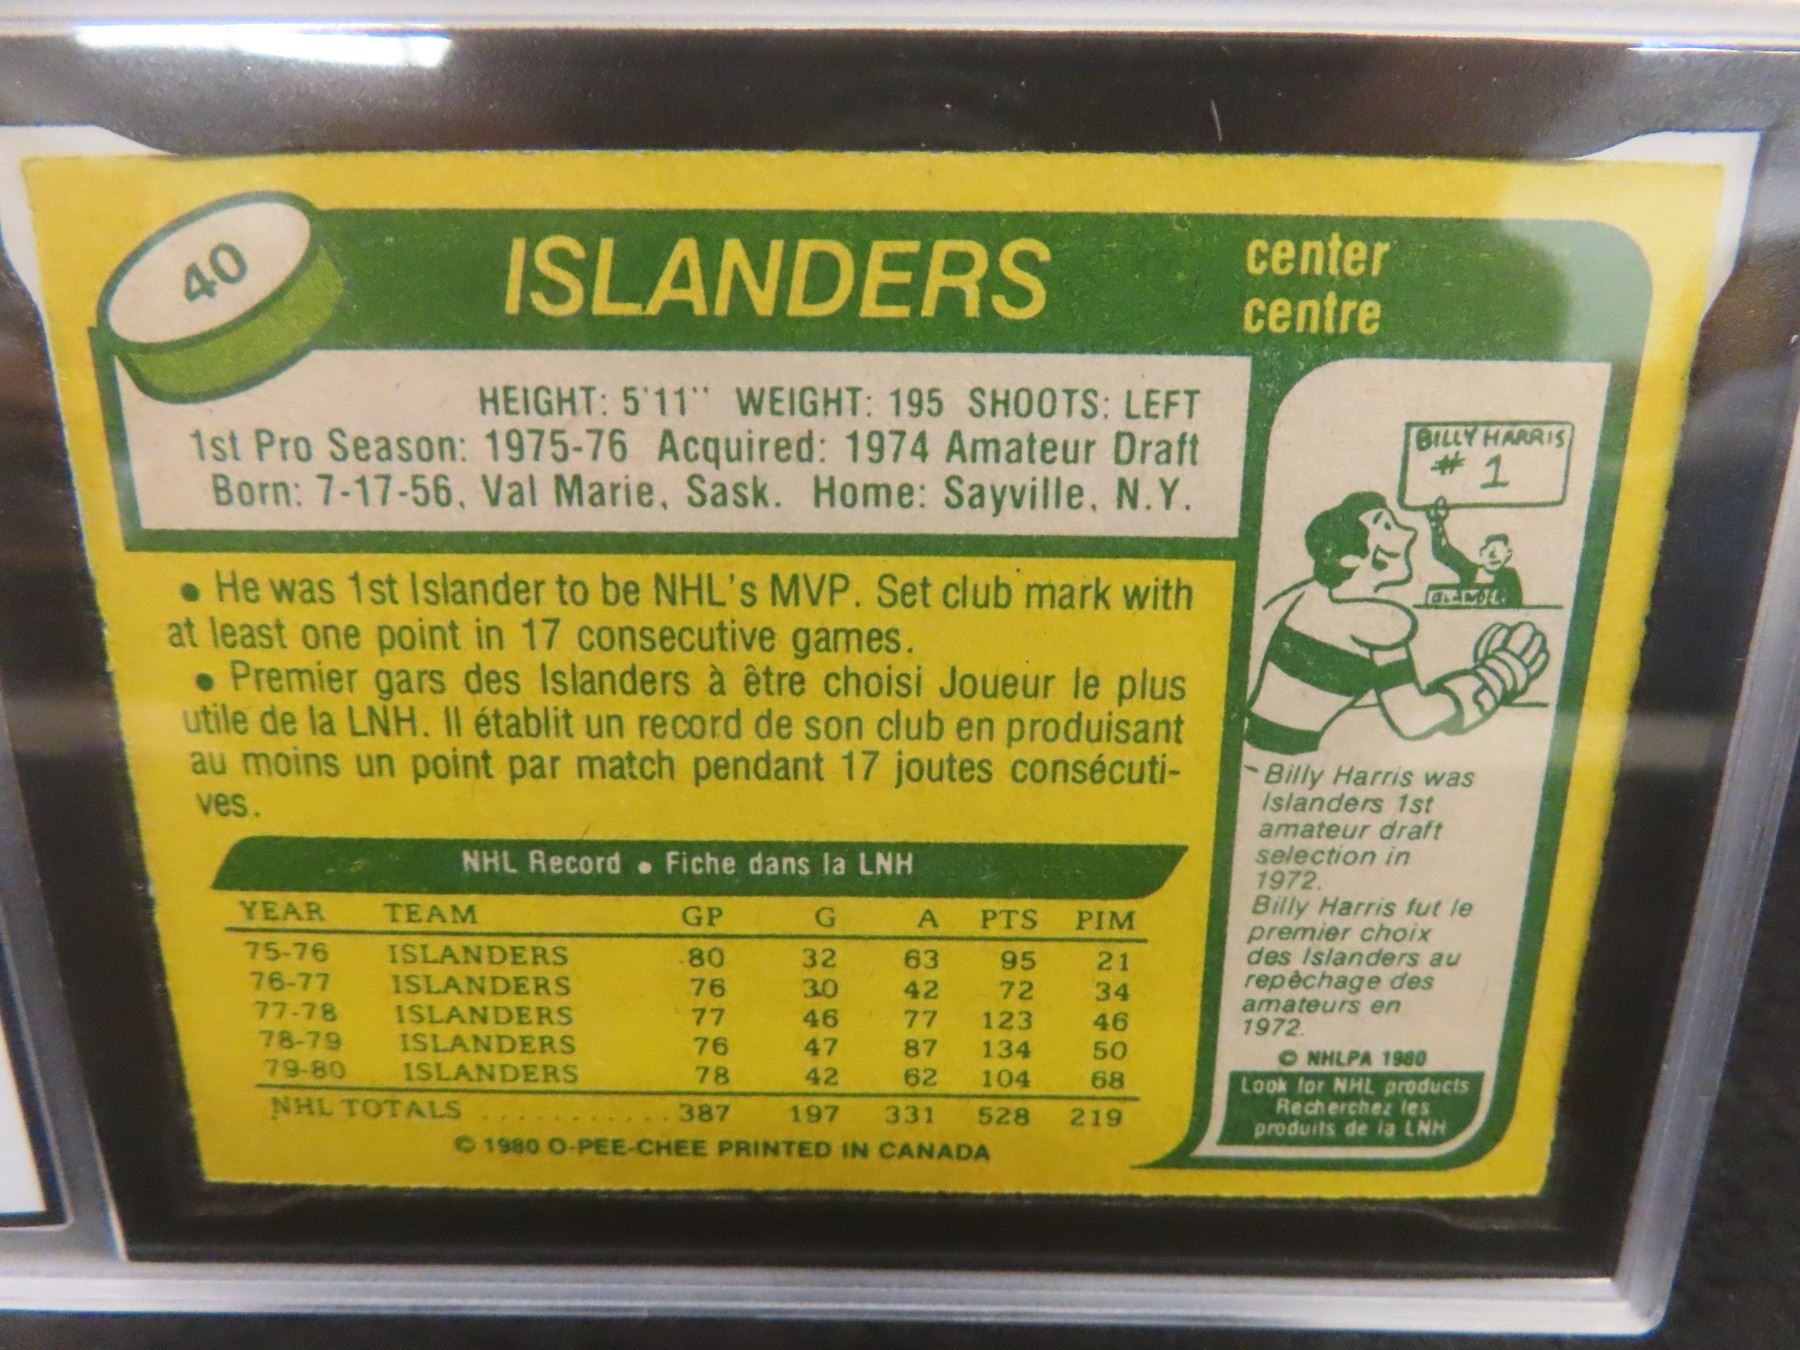 40
ISLANDERS
center
centre
HEIGHT: 5'11" WEIGHT: 195 SHOOTS: LEFT
1st Pro Season: 1975-76 Acquired: 1974 Amateur Draft
Born: 7-17-56, Val Marie, Sask. Home: Sayville, N.Y.
• He was 1st Islander to be NHL's MVP. Set club mark with
at least one point in 17 consecutive games.
• Premier gars des Islanders à être choisi Joueur le plus
utile de la LNH. Il établit un record de son club en produisant
au moins un point par match pendant 17 joutes consécuti-
ves.
NHL Record • Fiche dans la LNH
YEAR TEAM GP G A PTS PIM
75-76 ISLANDERS 80 32 63 95 21
76-77 ISLANDERS 76 30 42 72 34
77-78 ISLANDERS 77 46 77 123 46
78-79 ISLANDERS 76 47 87 134 50
79-80 ISLANDERS 78 42 62 104 68
NHL TOTALS ............ 387 197 331 528 219
© 1980 O-PEE-CHEE PRINTED IN CANADA
BILLY HARRIS
# 1
Billy Harris was
Islanders 1st
amateur draft
selection in
1972.
Billy Harris fut le
premier choix
des Islanders au
repêchage des
amateurs en
1972.
© NHLPA 1980
Look for NHL products
Recherchez les
produits de la LNH